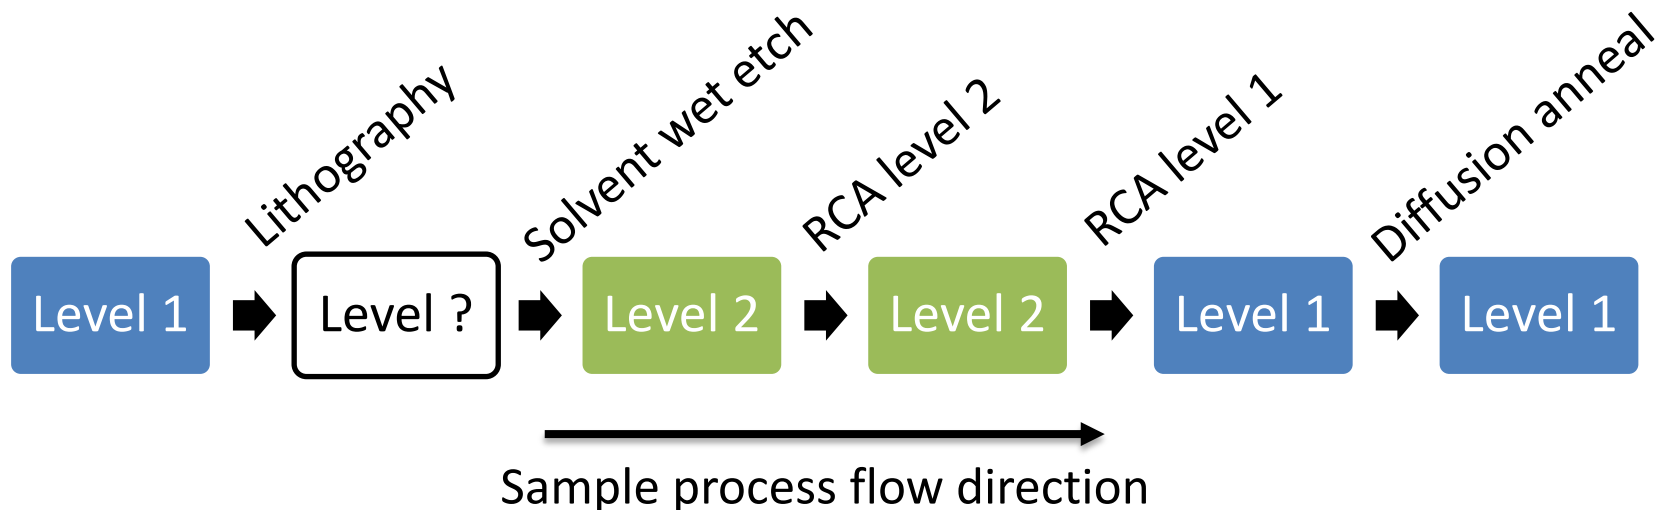 Lithography
Solvent wet etch
RCA level 2
RCA level 1
Diffusion anneal
Level 1
Level ?
Level 2
Level 2
Level 1
Level 1
Sample process flow direction